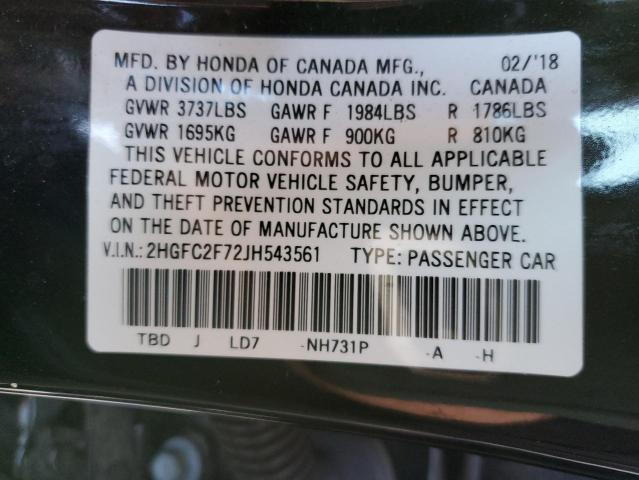 MFD. BY HONDA OF CANADA MFG., 02/'18
A DIVISION OF HONDA CANADA INC. CANADA
GVWR 3737LBS GAWR F 1984LBS R 1786LBS
GVWR 1695KG GAWR F 900KG R 810KG
THIS VEHICLE CONFORMS TO ALL APPLICABLE
FEDERAL MOTOR VEHICLE SAFETY, BUMPER,
AND THEFT PREVENTION STANDARDS IN EFFECT
ON THE DATE OF MANUFACTURE SHOWN ABOVE.
V.I.N.: 2HGFC2F72JH543561 TYPE: PASSENGER CAR
TBD J LD7 -NH731P -A -H